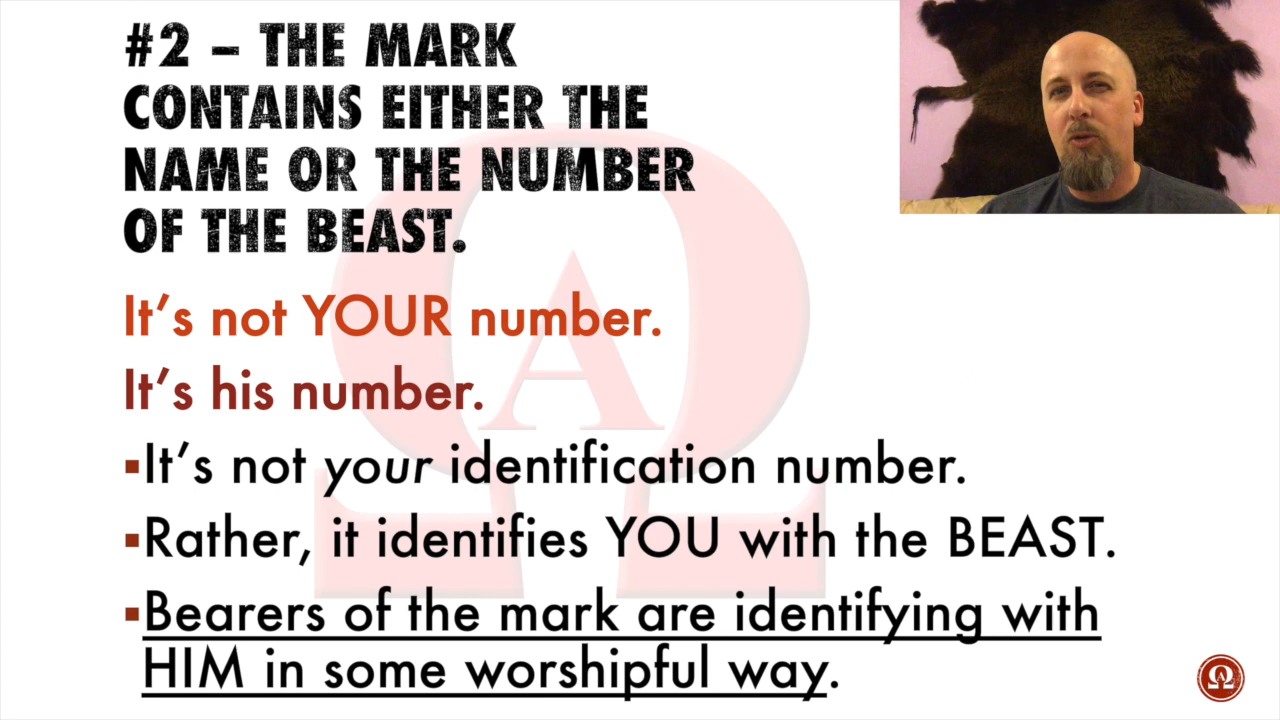 #2 – THE MARK
CONTAINS EITHER THE
NAME OR THE NUMBER
OF THE BEAST.
It’s not YOUR number.
It’s his number.
▪It’s not your identification number.
▪Rather, it identifies YOU with the BEAST.
▪Bearers of the mark are identifying with
HIM in some worshipful way.
Ω
A
ΩA